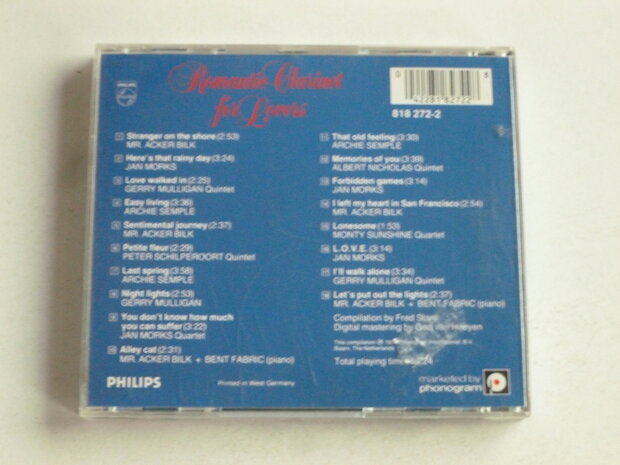 PHILIPS
Romantic Clarinet
for Lovers
0 42281 82722 8
818 272-2
1 Stranger on the shore (2:53)
MR. ACKER BILK
2 Here's that rainy day (3:24)
JAN MORKS
3 Love walked in (2:25)
GERRY MULLIGAN Quintet
4 Easy living (3:36)
ARCHIE SEMPLE
5 Sentimental journey (2:37)
MR. ACKER BILK
6 Petite fleur (2:29)
PETER SCHILPEROORT Quintet
7 Last spring (3:58)
ARCHIE SEMPLE
8 Night lights (2:53)
GERRY MULLIGAN
9 You don't know how much
you can suffer (3:22)
JAN MORKS Quartet
10 Alley cat (2:31)
MR. ACKER BILK + BENT FABRIC (piano)
11 That old feeling (3:30)
ARCHIE SEMPLE
12 Memories of you (3:39)
ALBERT NICHOLAS Quintet
13 Forbidden games (3:14)
JAN MORKS
14 I left my heart in San Francisco (2:54)
MR. ACKER BILK
15 Lonesome (1:53)
MONTY SUNSHINE Quartet
16 L.O.V.E. (3:14)
JAN MORKS
17 I'll walk alone (3:34)
GERRY MULLIGAN Quintet
18 Let's put out the lights (2:37)
MR. ACKER BILK + BENT FABRIC (piano)
Compilation by Fred
Digital mastering by
This compilation ℗
Baarn, The Netherlands
Total playing time
PHILIPS
Printed in West Germany
marketed by
phonogram